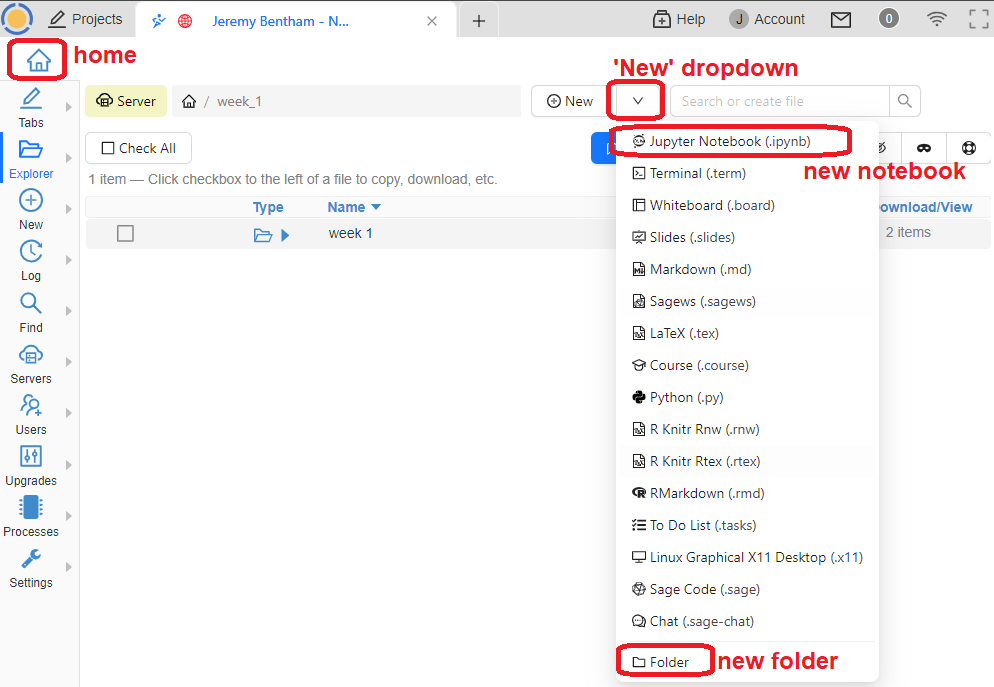 Projects
Jeremy Bentham - N...
Help
J Account
0
home
'New' dropdown
Server
/ week_1
New
Search or create file
Tabs
Check All
Jupyter Notebook (.ipynb)
new notebook
Explorer
1 item — Click checkbox to the left of a file to copy, download, etc.
Terminal (.term)
Type
Name
Whiteboard (.board)
ownload/View
New
week 1
Slides (.slides)
2 items
Log
Markdown (.md)
Sagews (.sagews)
Find
LaTeX (.tex)
Servers
Course (.course)
Python (.py)
Users
R Knitr Rnw (.rnw)
R Knitr Rtex (.rtex)
Upgrades
RMarkdown (.rmd)
Processes
To Do List (.tasks)
Linux Graphical X11 Desktop (.x11)
Settings
Sage Code (.sage)
Chat (.sage-chat)
Folder
new folder